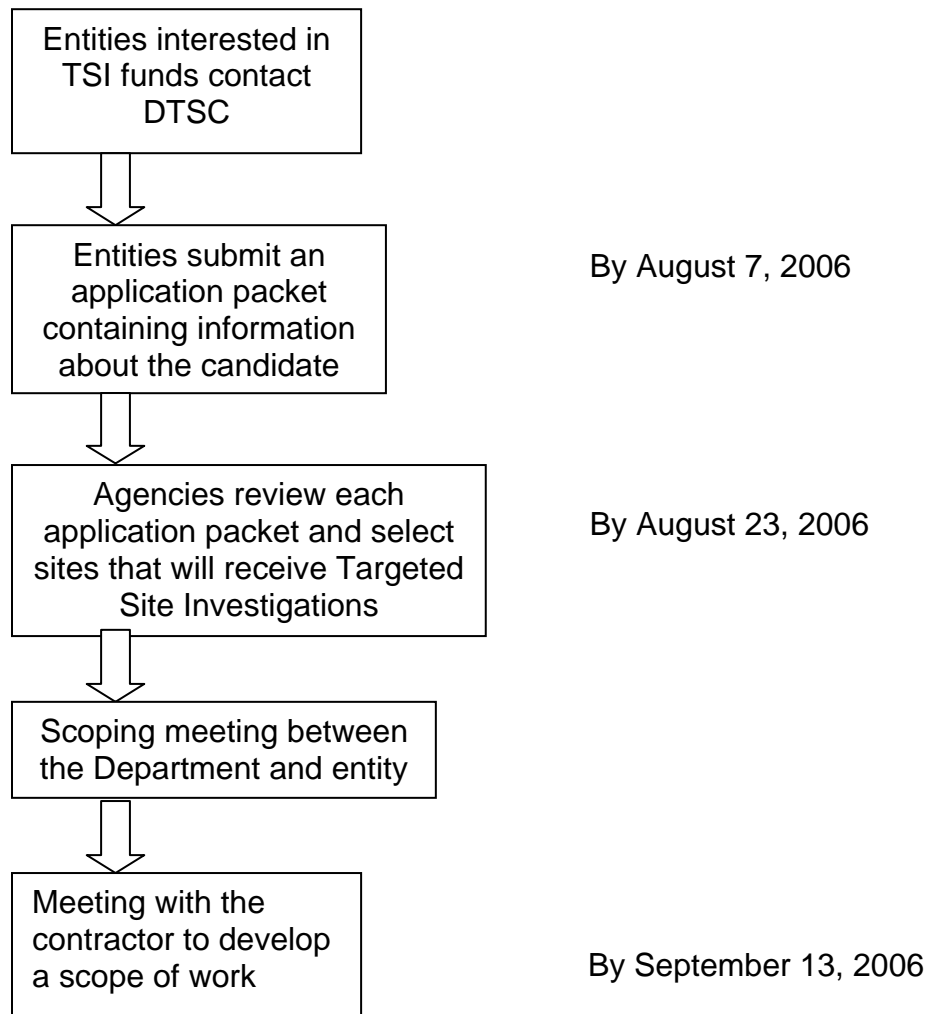 Entities interested in
TSI funds contact
DTSC
Entities submit an
application packet
containing information
about the candidate
By August 7, 2006
Agencies review each
application packet and select
sites that will receive Targeted
Site Investigations
By August 23, 2006
Scoping meeting between
the Department and entity
Meeting with the
contractor to develop
a scope of work
By September 13, 2006